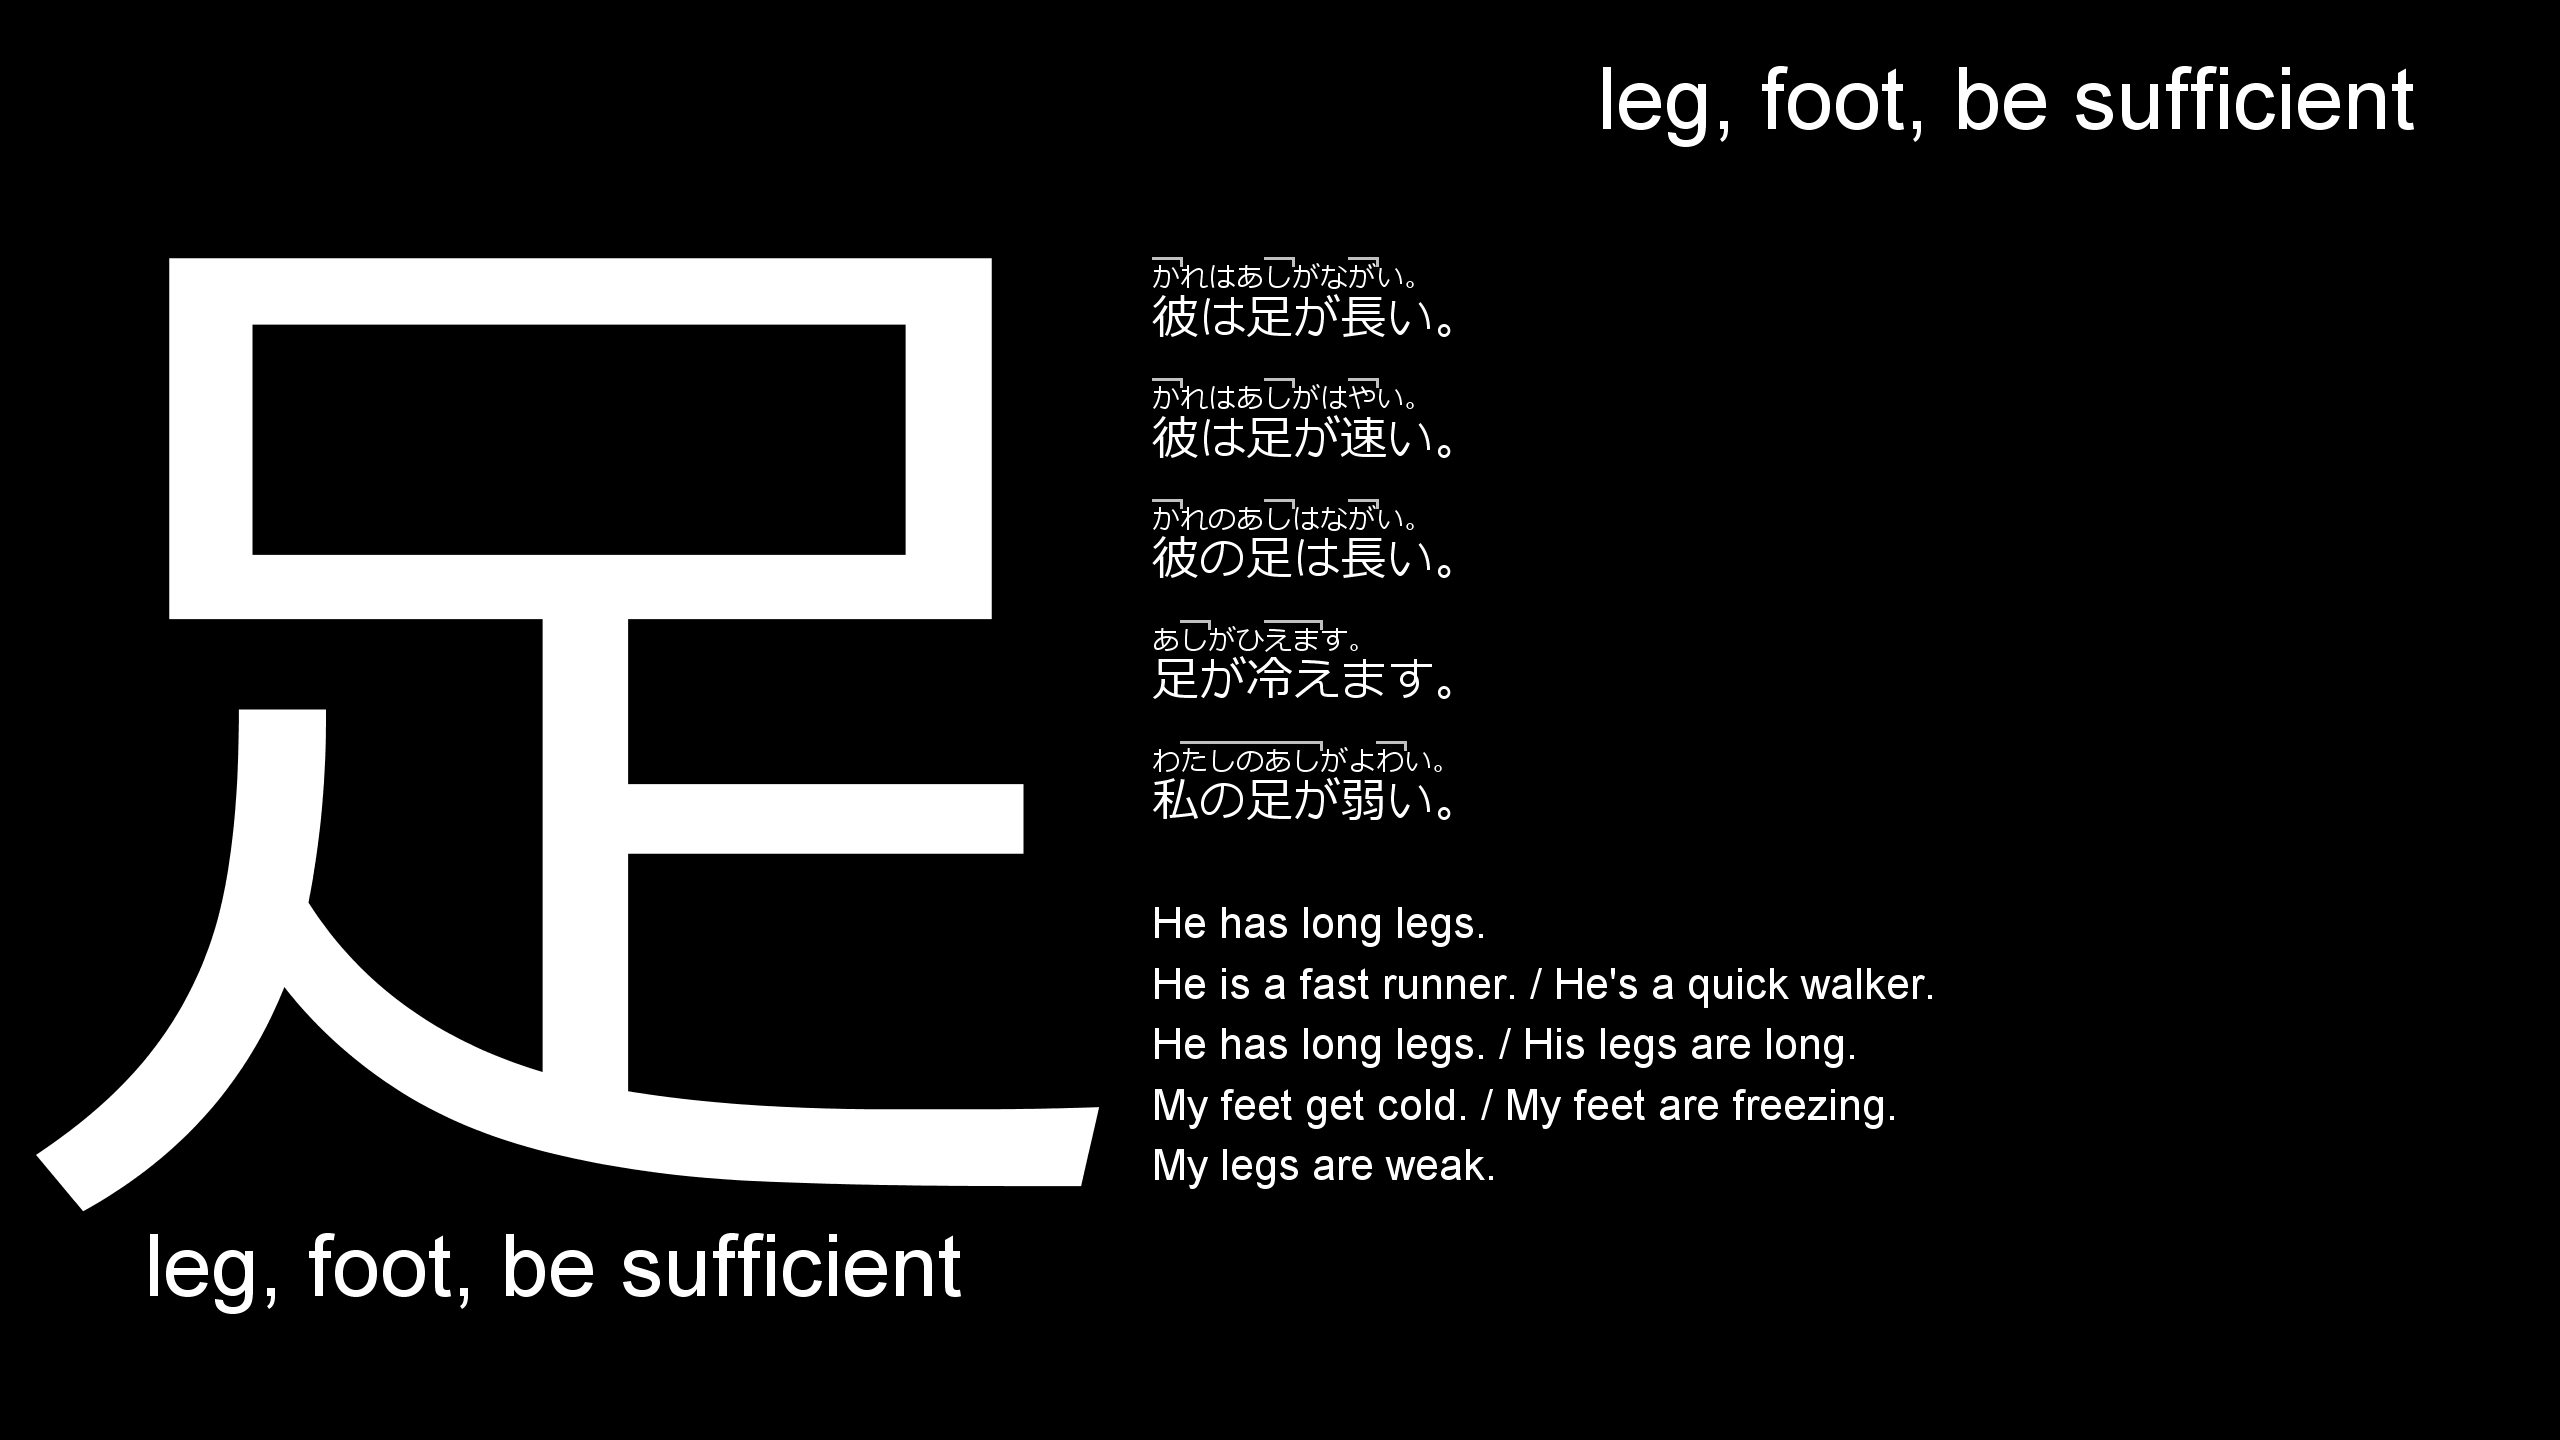 leg, foot, be sufficient
足
leg, foot, be sufficient
かれはあしがながい。
彼は足が長い。
かれはあしがはやい。
彼は足が速い。
かれのあしはながい。
彼の足は長い。
あしがひえます。
足が冷えます。
わたしのあしがよわい。
私の足が弱い。
He has long legs.
He is a fast runner. / He's a quick walker.
He has long legs. / His legs are long.
My feet get cold. / My feet are freezing.
My legs are weak.